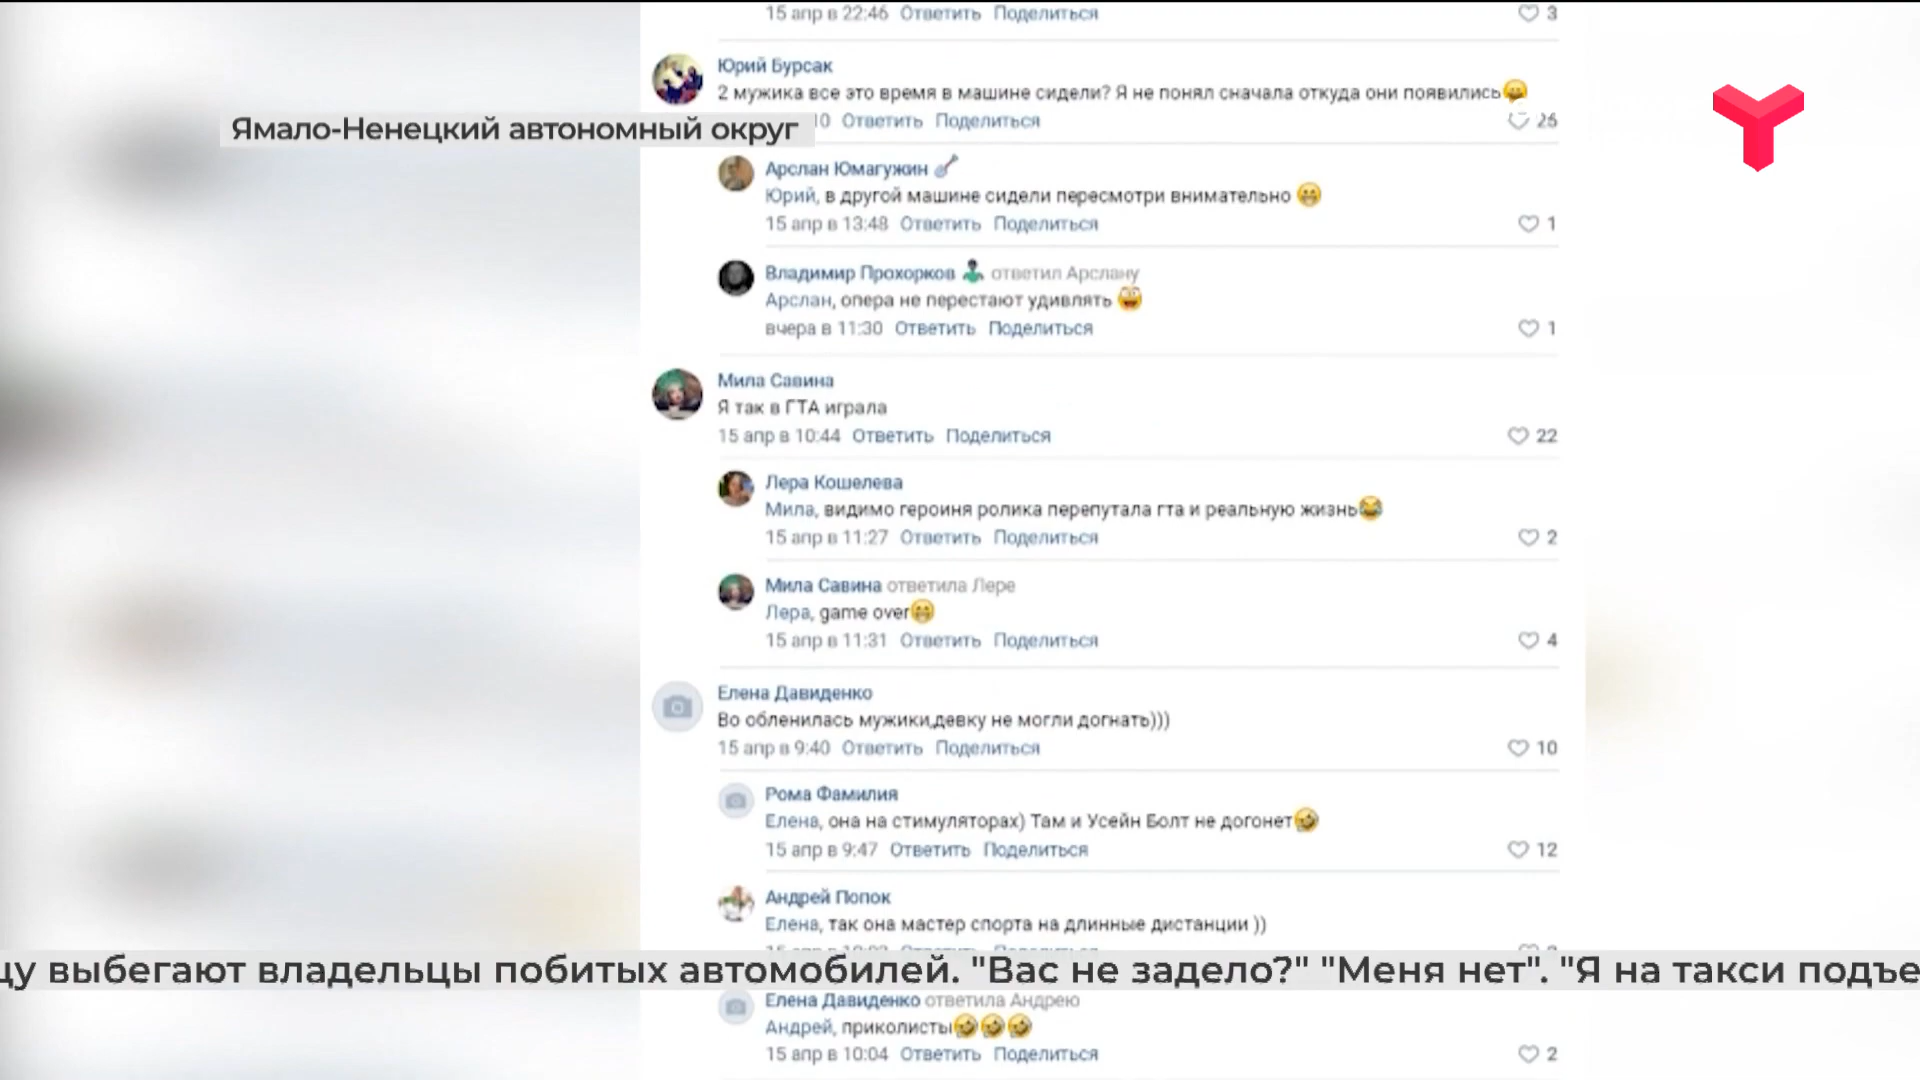 15 апр в 22:46 Ответить Поделиться 3
Юрий Бурсак
2 мужика все это время в машине сидели? Я не понял сначала откуда они появились
10 Ответить Поделиться 26
Ямало-Ненецкий автономный округ
Арслан Юмагужин
Юрий, в другой машине сидели пересмотри внимательно
15 апр в 13:48 Ответить Поделиться 1
Владимир Прохорков ответил Арслану
Арслан, опера не перестают удивлять
вчера в 11:30 Ответить Поделиться 1
Мила Савина
Я так в ГТА играла
15 апр в 10:44 Ответить Поделиться 22
Лера Кошелева
Мила, видимо героиня ролика перепутала гта и реальную жизнь
15 апр в 11:27 Ответить Поделиться 2
Мила Савина ответила Лере
Лера, game over
15 апр в 11:31 Ответить Поделиться 4
Елена Давиденко
Во обленилась мужики,девку не могли догнать)))
15 апр в 9:40 Ответить Поделиться 10
Рома Фамилия
Елена, она на стимуляторах) Там и Усейн Болт не догонет
15 апр в 9:47 Ответить Поделиться 12
Андрей Попок
Елена, так она мастер спорта на длинные дистанции ))
цу выбегают владельцы побитых автомобилей. "Вас не задело?" "Меня нет". "Я на такси подъе
Елена Давиденко ответила Андрею
Андрей, приколисты
15 апр в 10:04 Ответить Поделиться 2